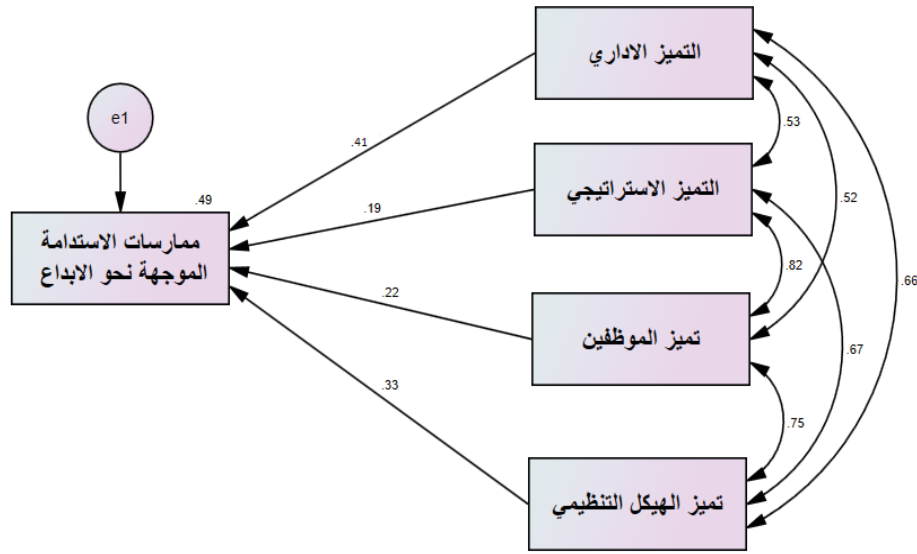 التميز الاداري
e1
.53
.41
.49
التميز الاستراتيجي
.19
.52
ممارسات الاستدامة
الموجهة نحو الابداع
.82
.66
.22
تميز الموظفين
.67
.33
.75
تميز الهيكل التنظيمي